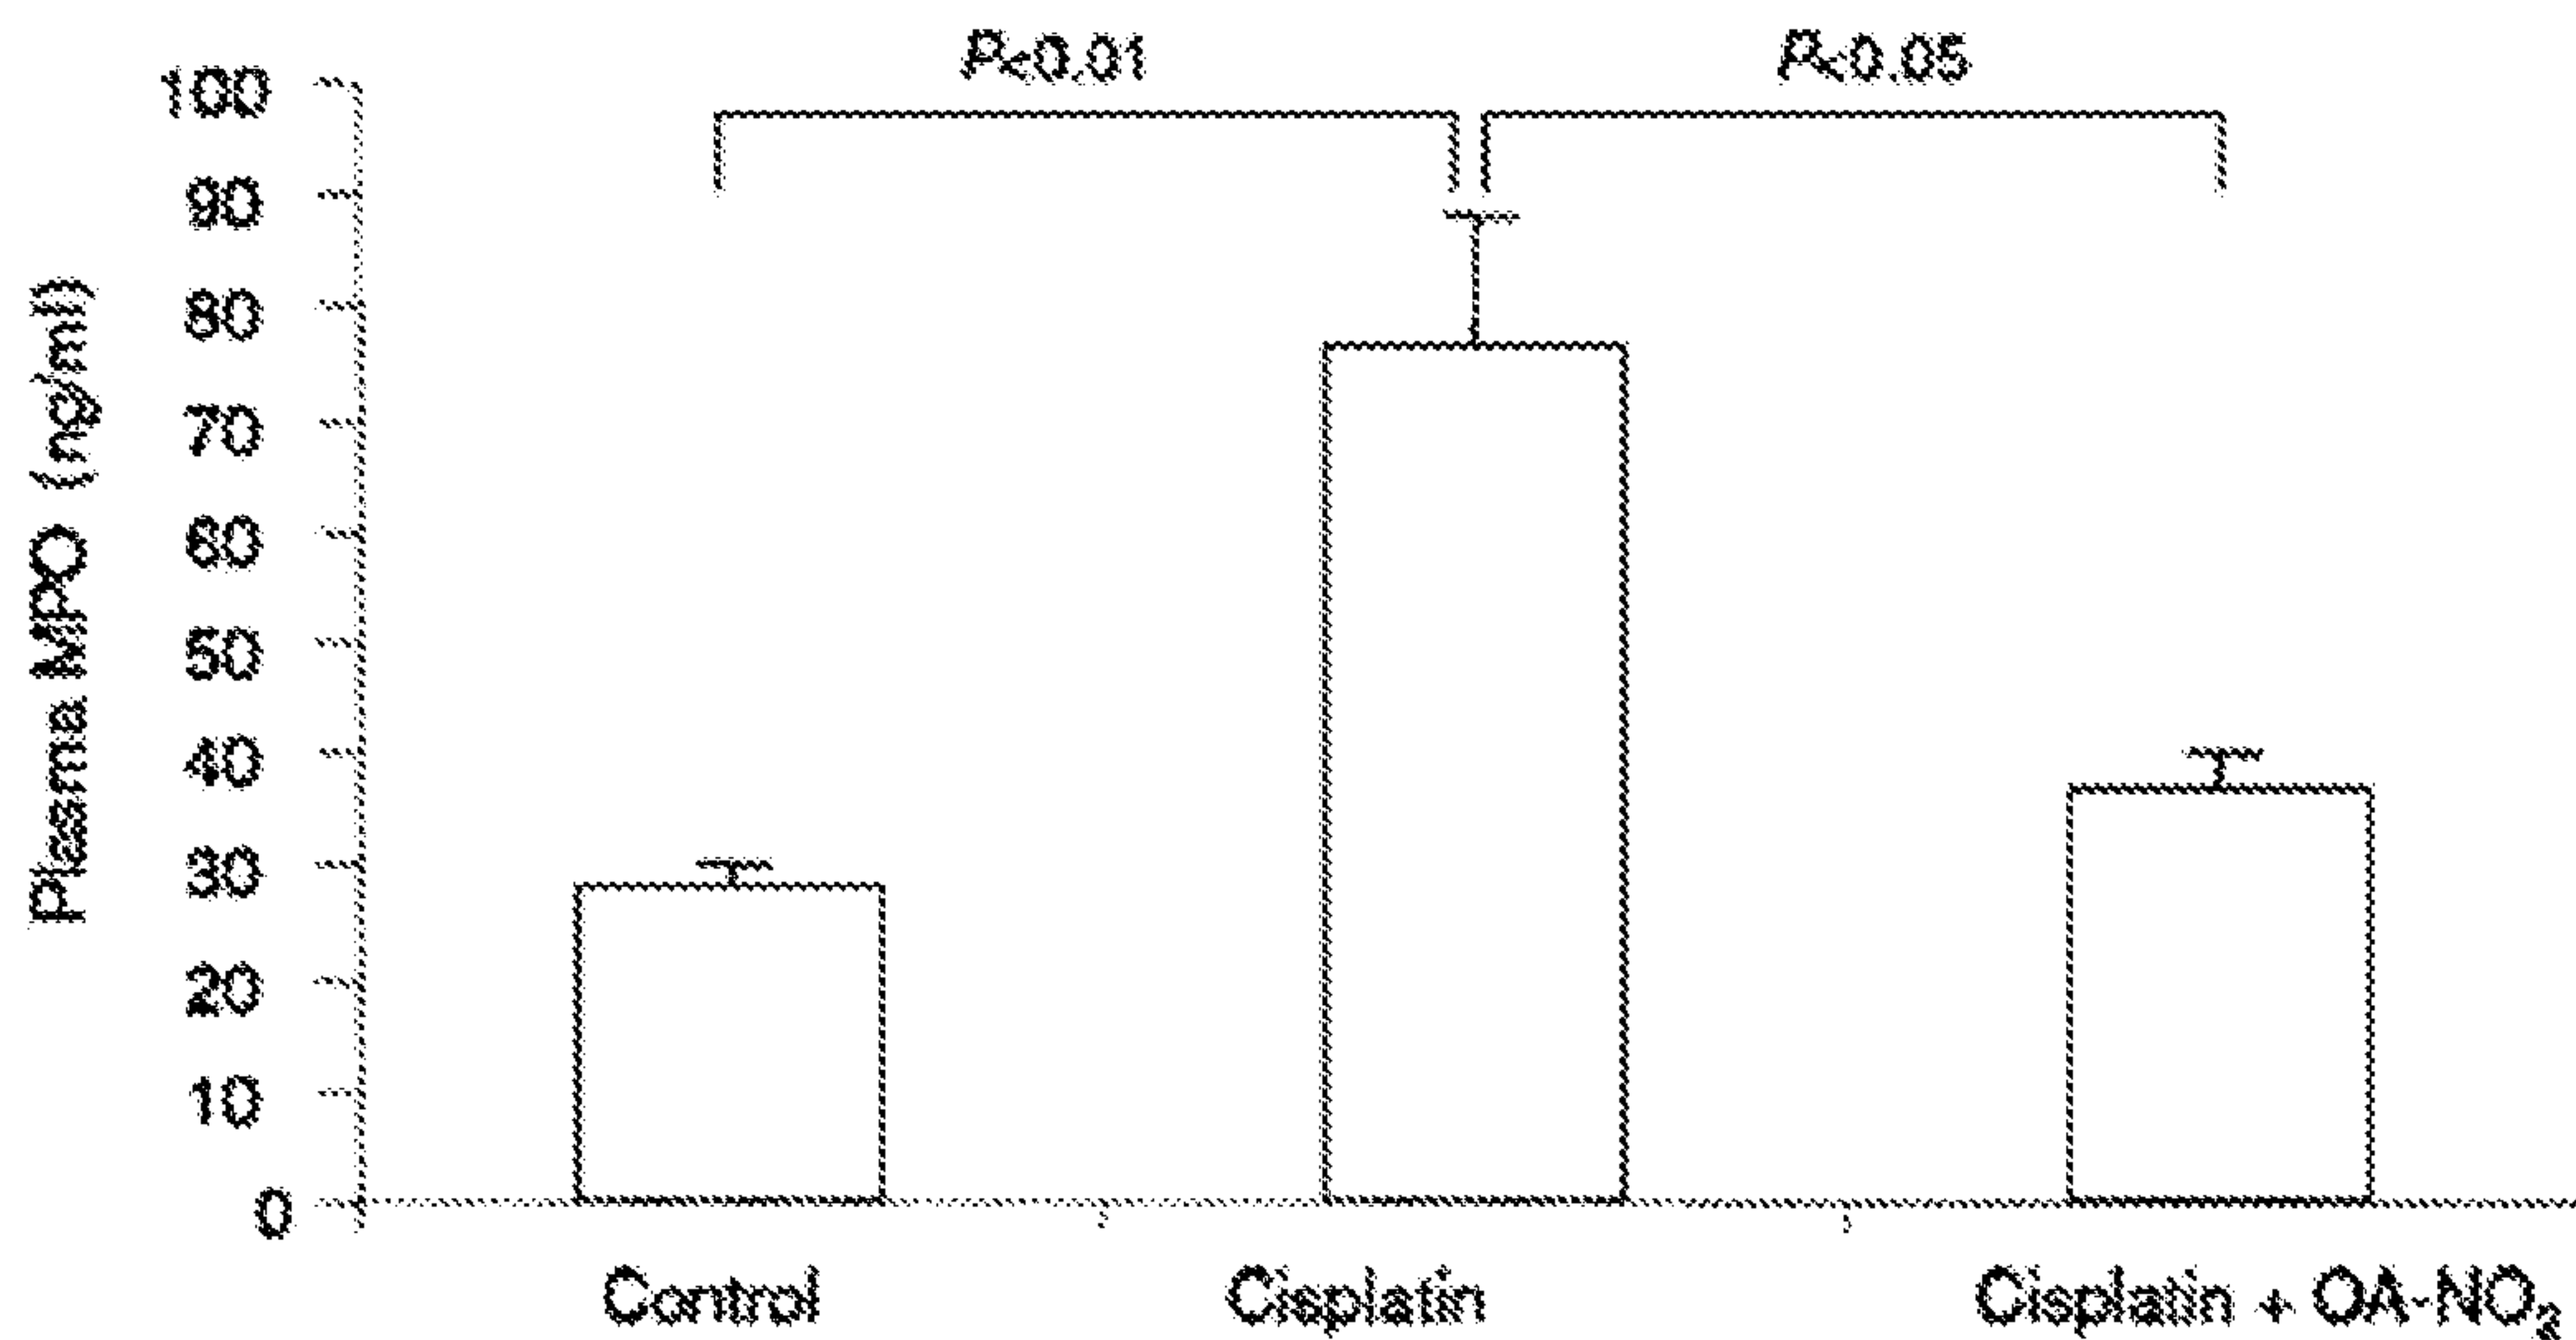 P<0.01
P<0.05
Plasma MPO (ng/ml)
100
90
80
70
60
50
40
30
20
10
0
Control
Cisplatin
Cisplatin + OA-NO₂